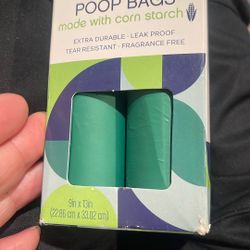 POOP BAGS
made with corn starch
EXTRA DURABLE · LEAK PROOF
TEAR RESISTANT · FRAGRANCE FREE
9in x 13in
(22.86 cm x 33.02 cm)